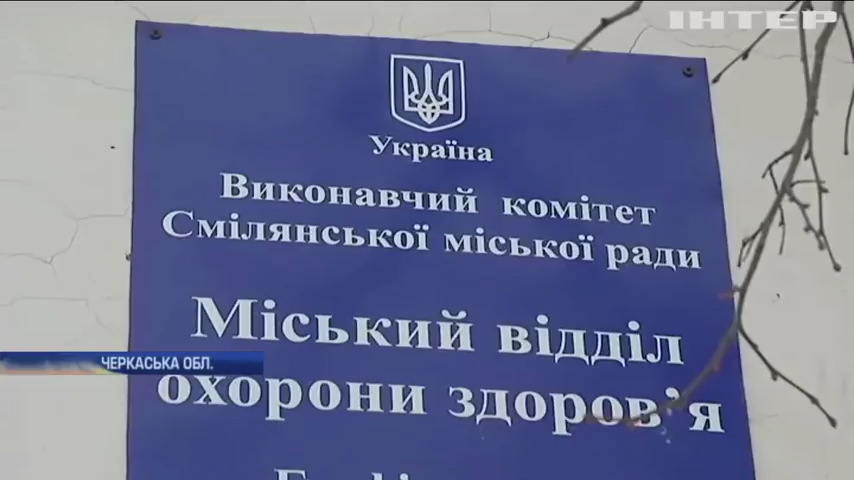 ІНТЕР
Україна
Виконавчий комітет
Смілянської міської ради
Міський відділ
охорони здоров'я
ЧЕРКАСЬКА ОБЛ.